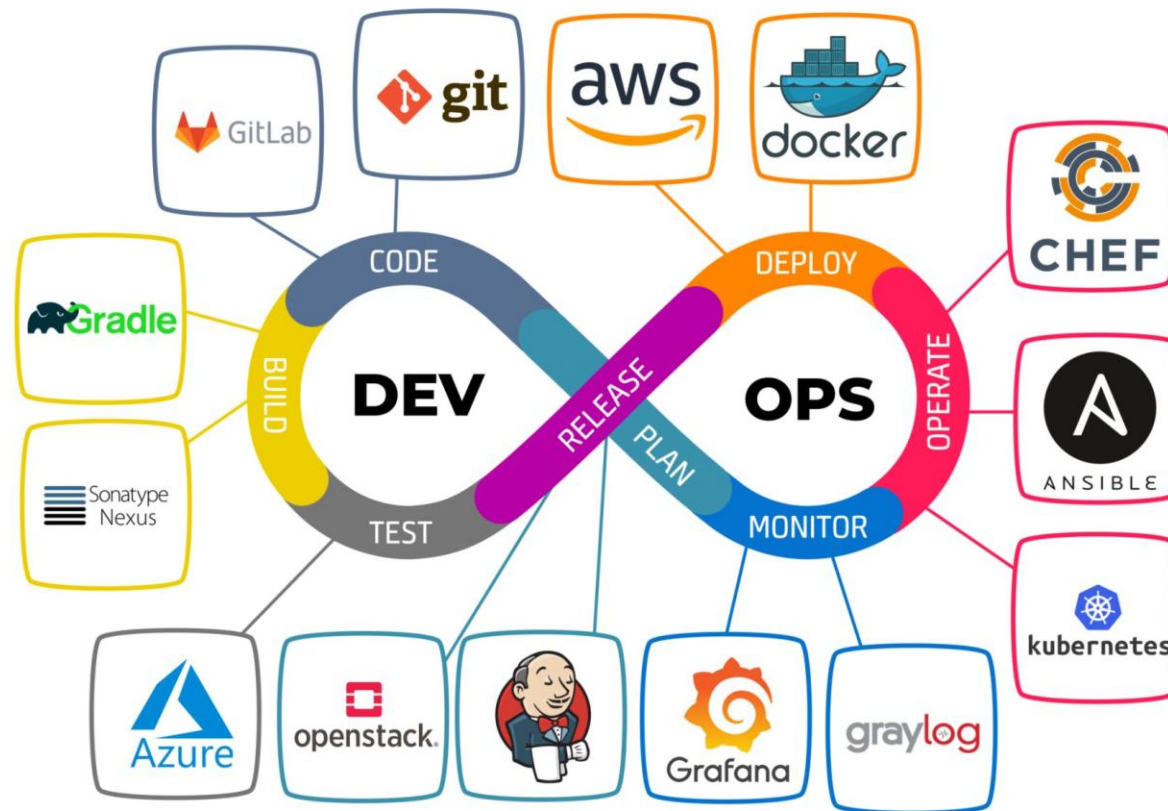 GitLab
git
aws
docker
CHEF
CODE
DEPLOY
Gradle
BUILD
DEV
RELEASE
PLAN
OPS
OPERATE
ANSIBLE
Sonatype
Nexus
TEST
MONITOR
kubernetes
Azure
openstack.
Grafana
graylog